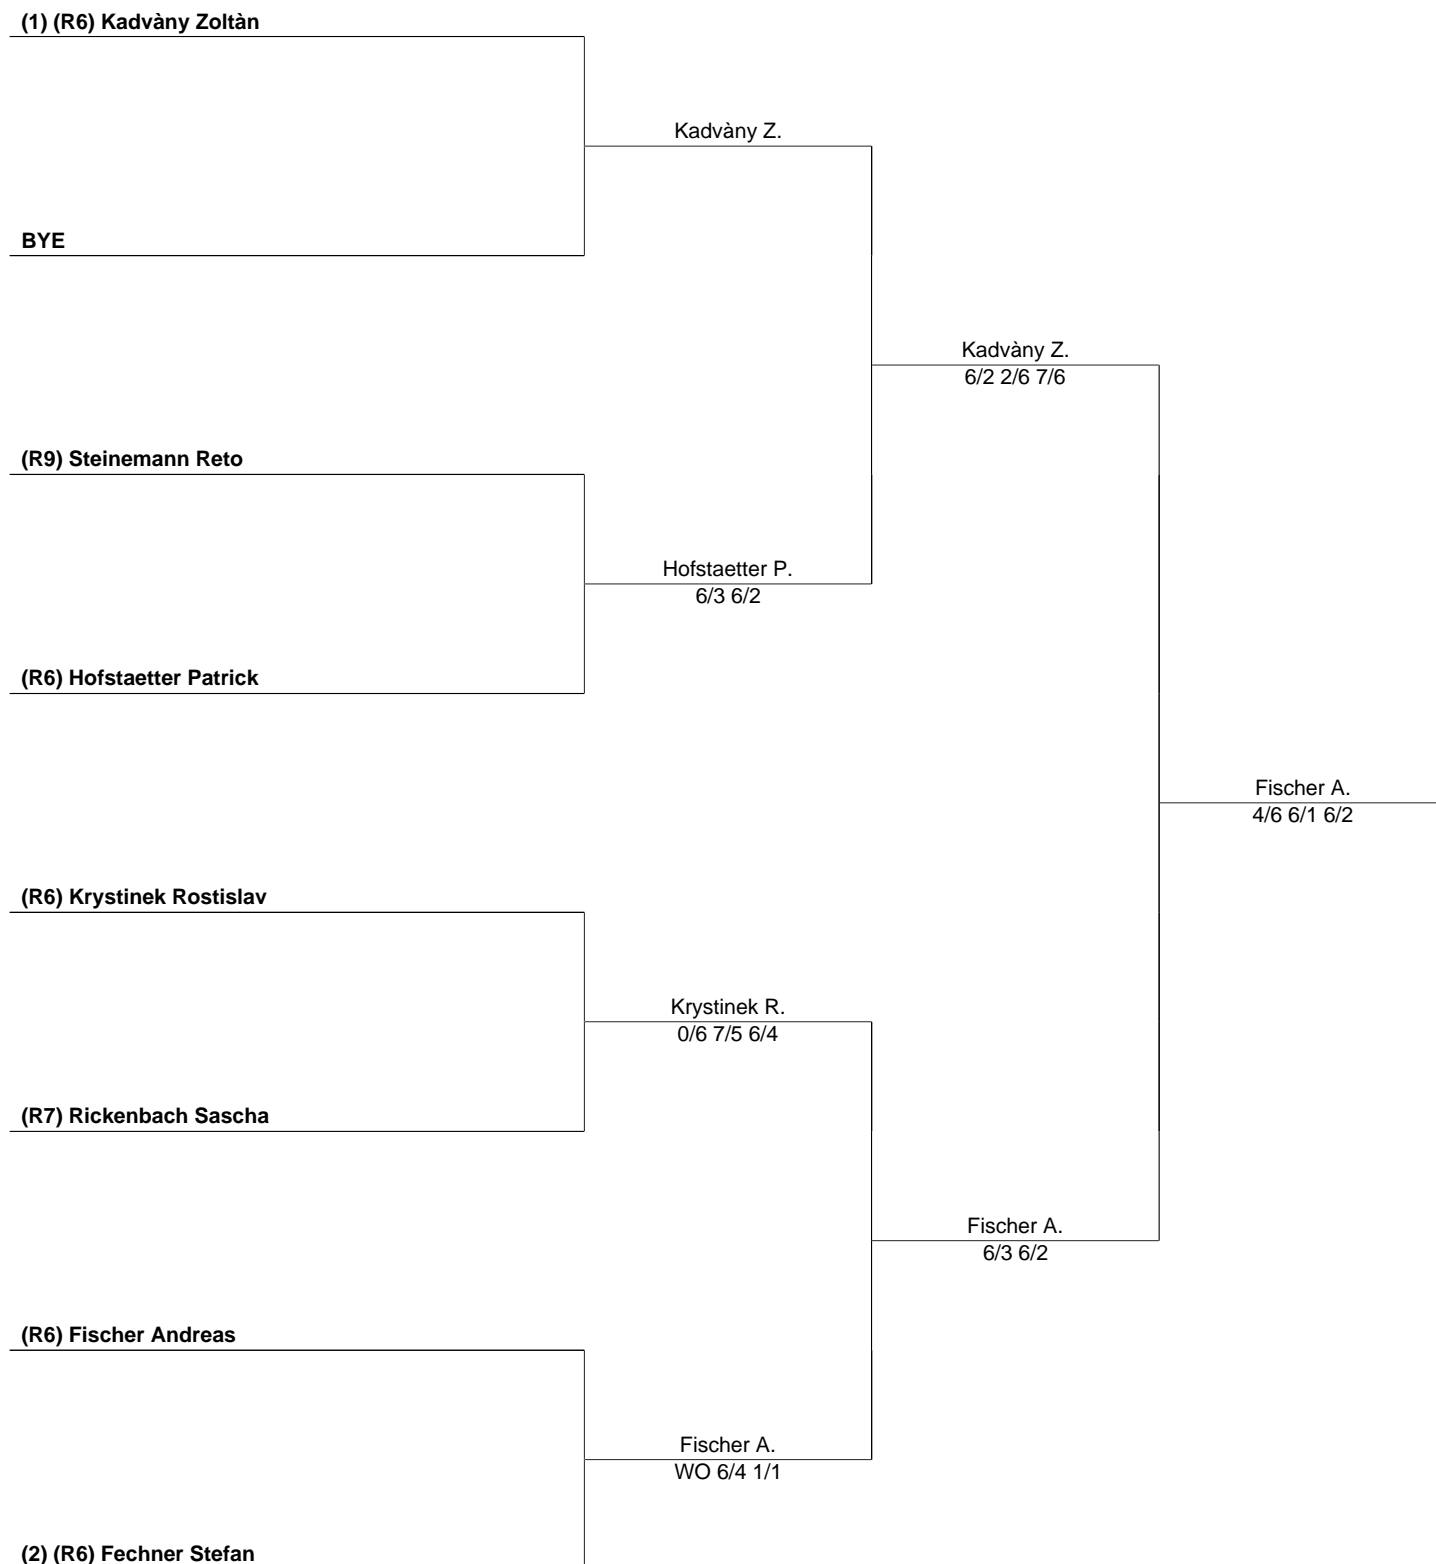 (1) (R6) Kadvàny Zoltàn
Kadvàny Z.
BYE
Kadvàny Z.
6/2 2/6 7/6
(R9) Steinemann Reto
Hofstaetter P.
6/3 6/2
(R6) Hofstaetter Patrick
Fischer A.
4/6 6/1 6/2
(R6) Krystinek Rostislav
Krystinek R.
0/6 7/5 6/4
(R7) Rickenbach Sascha
Fischer A.
6/3 6/2
(R6) Fischer Andreas
Fischer A.
WO 6/4 1/1
(2) (R6) Fechner Stefan